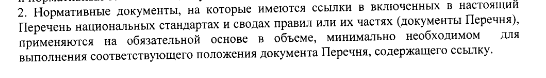 2. Нормативные документы, на которые имеются ссылки в включенных в настоящий
Перечень национальных стандартах и сводах правил или их частях (документы Перечня),
применяются на обязательной основе в объеме, минимально необходимом для
выполнения соответствующего положения документа Перечня, содержащего ссылку.